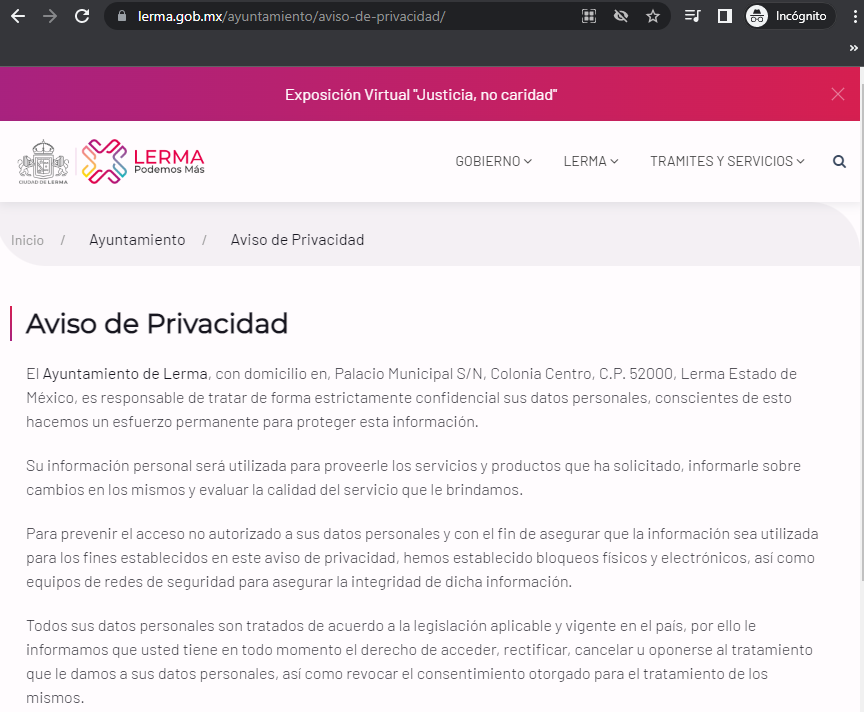 lerma.gob.mx/ayuntamiento/aviso-de-privacidad/
Incógnito
»
Exposición Virtual "Justicia, no caridad"
CIUDAD DE LERMA
LERMA
Podemos Más
GOBIERNO
LERMA
TRAMITES Y SERVICIOS
Inicio / Ayuntamiento / Aviso de Privacidad
Aviso de Privacidad
El Ayuntamiento de Lerma, con domicilio en, Palacio Municipal S/N, Colonia Centro, C.P. 52000, Lerma Estado de
México, es responsable de tratar de forma estrictamente confidencial sus datos personales, conscientes de esto
hacemos un esfuerzo permanente para proteger esta información.
Su información personal será utilizada para proveerle los servicios y productos que ha solicitado, informarle sobre
cambios en los mismos y evaluar la calidad del servicio que le brindamos.
Para prevenir el acceso no autorizado a sus datos personales y con el fin de asegurar que la información sea utilizada
para los fines establecidos en este aviso de privacidad, hemos establecido bloqueos físicos y electrónicos, así como
equipos de redes de seguridad para asegurar la integridad de dicha información.
Todos sus datos personales son tratados de acuerdo a la legislación aplicable y vigente en el país, por ello le
informamos que usted tiene en todo momento el derecho de acceder, rectificar, cancelar u oponerse al tratamiento
que le damos a sus datos personales, así como revocar el consentimiento otorgado para el tratamiento de los
mismos.